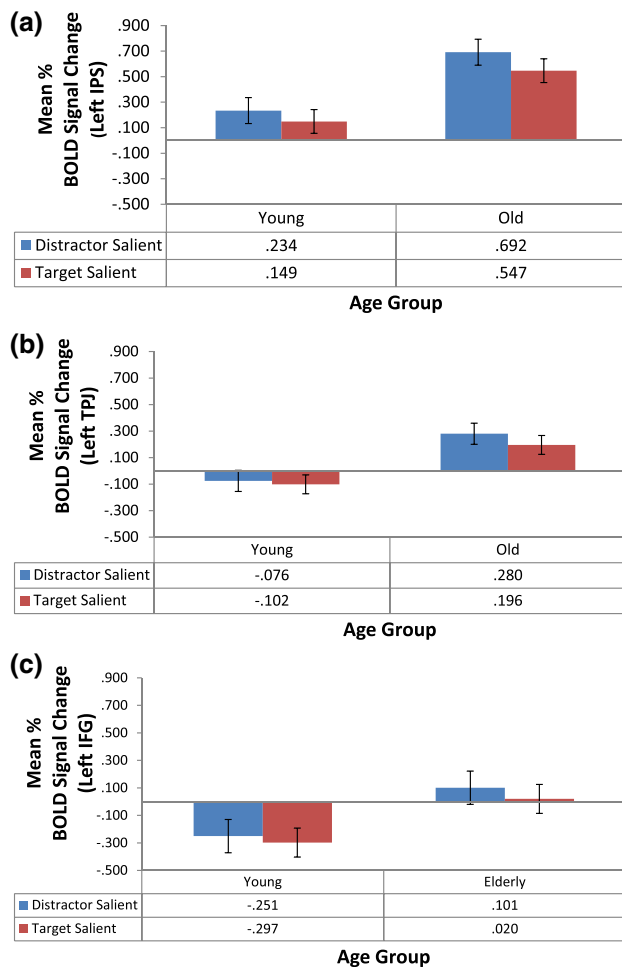 (a)
Mean %
BOLD Signal Change
(Left IPS)
.900
.700
.500
.300
.100
-.100
-.300
-.500
Young Old
Distractor Salient .234 .692
Target Salient .149 .547
Age Group
(b)
Mean %
BOLD Signal Change
(Left TPJ)
.900
.700
.500
.300
.100
-.100
-.300
-.500
Young Old
Distractor Salient -.076 .280
Target Salient -.102 .196
Age Group
(c)
Mean %
BOLD Signal Change
(Left IFG)
.900
.700
.500
.300
.100
-.100
-.300
-.500
Young Elderly
Distractor Salient -.251 .101
Target Salient -.297 .020
Age Group